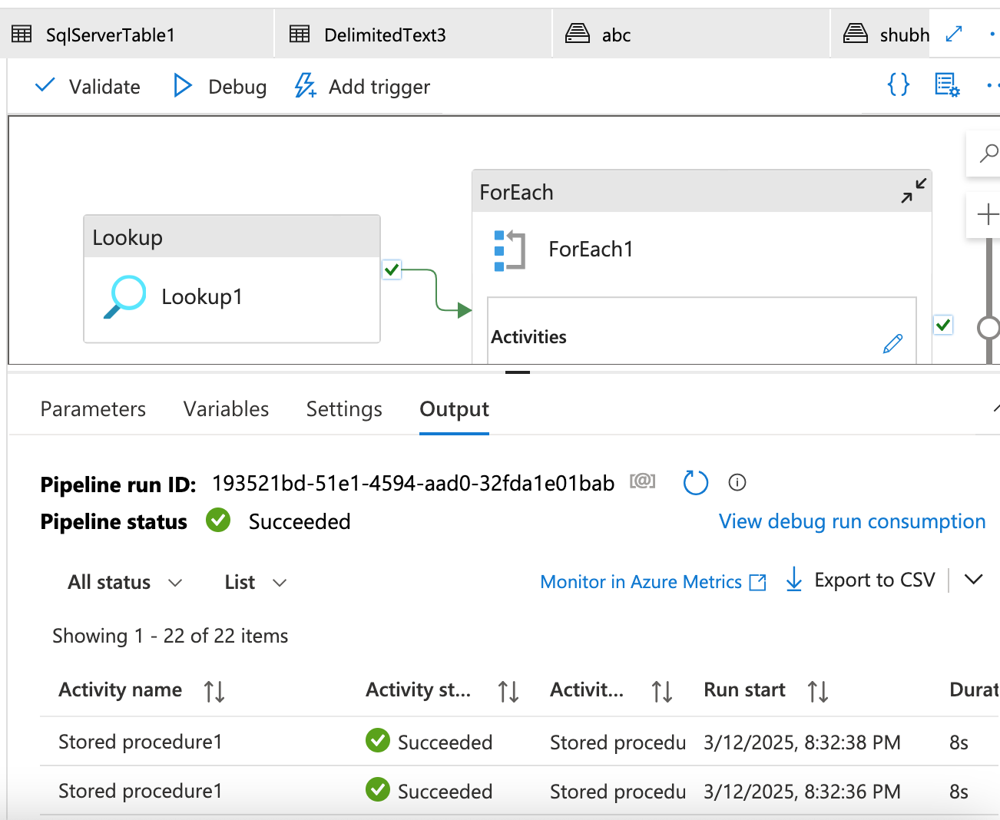 SqlServerTable1 DelimitedText3 abc shubh
Validate Debug Add trigger
ForEach
Lookup
ForEach1
Lookup1
Activities
Parameters Variables Settings Output
Pipeline run ID: 193521bd-51e1-4594-aad0-32fda1e01bab
Pipeline status Succeeded View debug run consumption
All status List Monitor in Azure Metrics Export to CSV
Showing 1 - 22 of 22 items
Activity name Activity st... Activit... Run start Durat
Stored procedure1 Succeeded Stored procedu 3/12/2025, 8:32:38 PM 8s
Stored procedure1 Succeeded Stored procedu 3/12/2025, 8:32:36 PM 8s